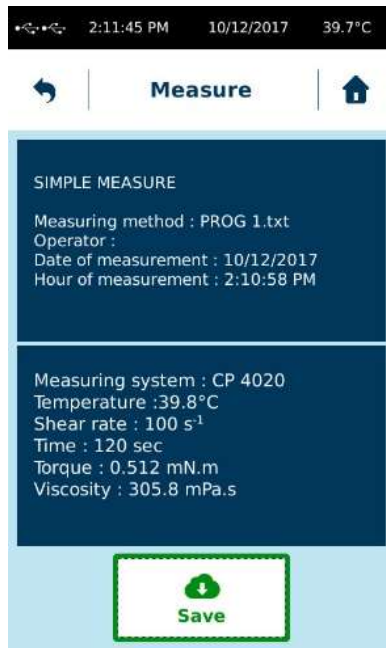 2:11:45 PM 10/12/2017 39.7°C
Measure
SIMPLE MEASURE
Measuring method : PROG 1.txt
Operator :
Date of measurement : 10/12/2017
Hour of measurement : 2:10:58 PM
Measuring system : CP 4020
Temperature :39.8°C
Shear rate : 100 s⁻¹
Time : 120 sec
Torque : 0.512 mN.m
Viscosity : 305.8 mPa.s
Save